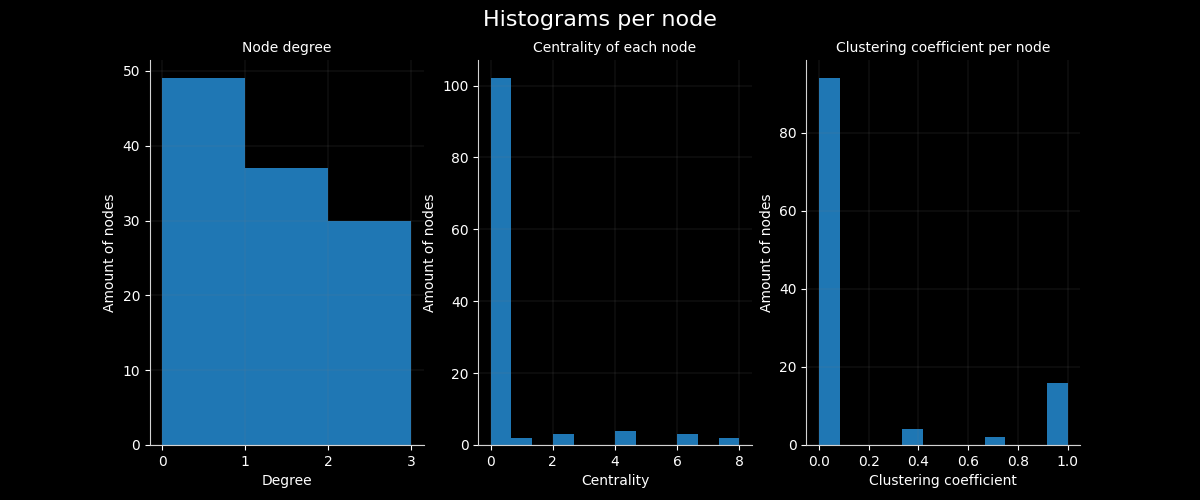 Histograms per node
Node degree
Amount of nodes
50
40
30
20
10
0
0 1 2 3
Degree
Centrality of each node
Amount of nodes
100
80
60
40
20
0
0 2 4 6 8
Centrality
Clustering coefficient per node
Amount of nodes
80
60
40
20
0
0.0 0.2 0.4 0.6 0.8 1.0
Clustering coefficient